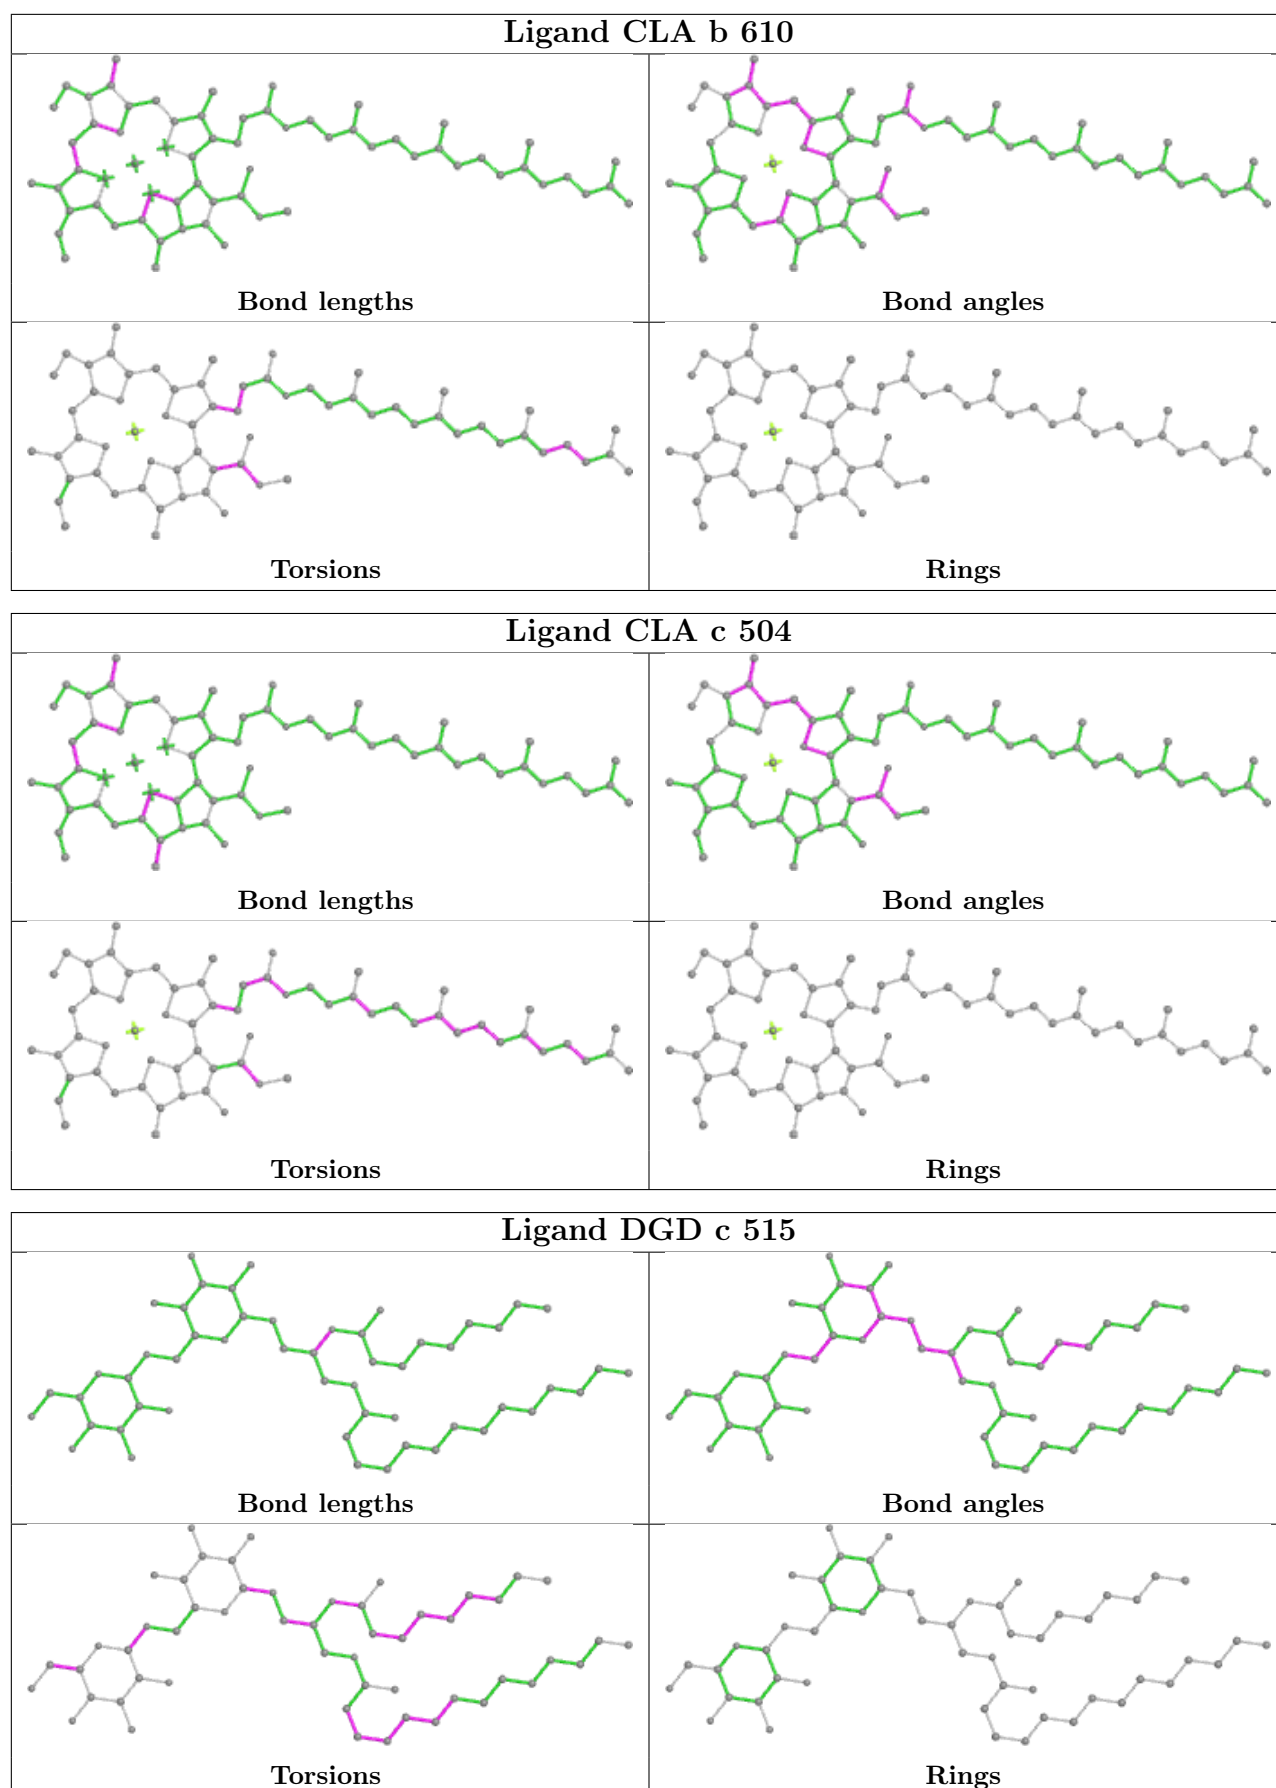 Ligand CLA b 610
Bond lengths
Bond angles
Torsions
Rings
Ligand CLA c 504
Bond lengths
Bond angles
Torsions
Rings
Ligand DGD c 515
Bond lengths
Bond angles
Torsions
Rings